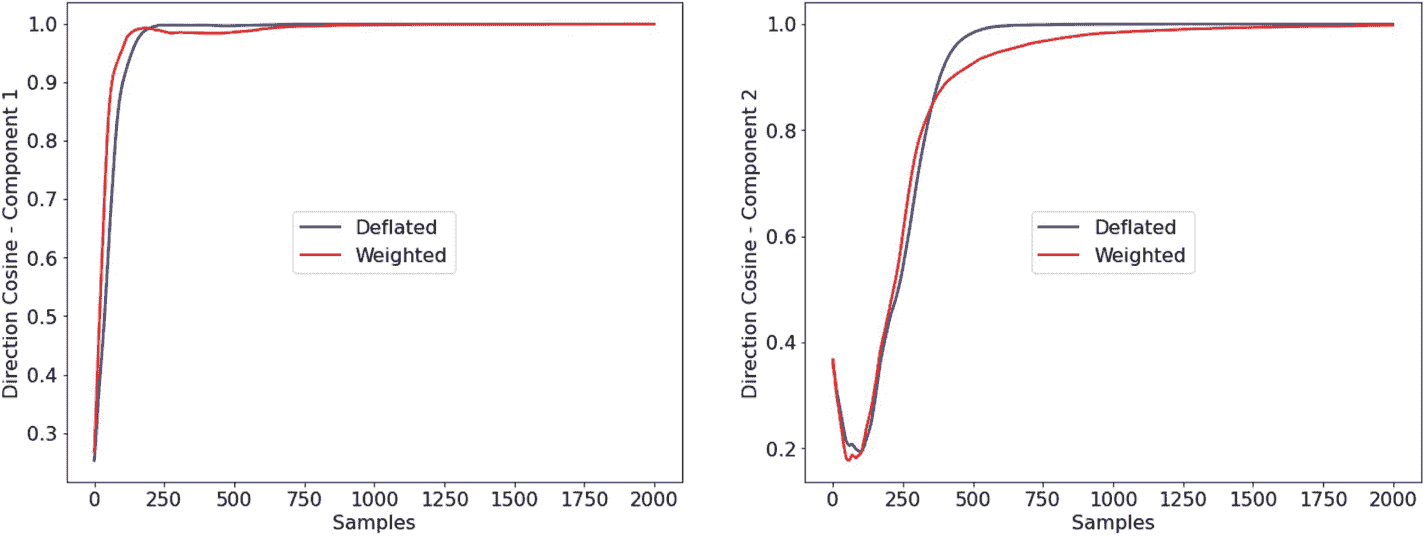 Direction Cosine - Component 1
1.0
0.9
0.8
0.7
0.6
0.5
0.4
0.3
Deflated
Weighted
0 250 500 750 1000 1250 1500 1750 2000
Samples
Direction Cosine - Component 2
1.0
0.8
0.6
0.4
0.2
Deflated
Weighted
0 250 500 750 1000 1250 1500 1750 2000
Samples